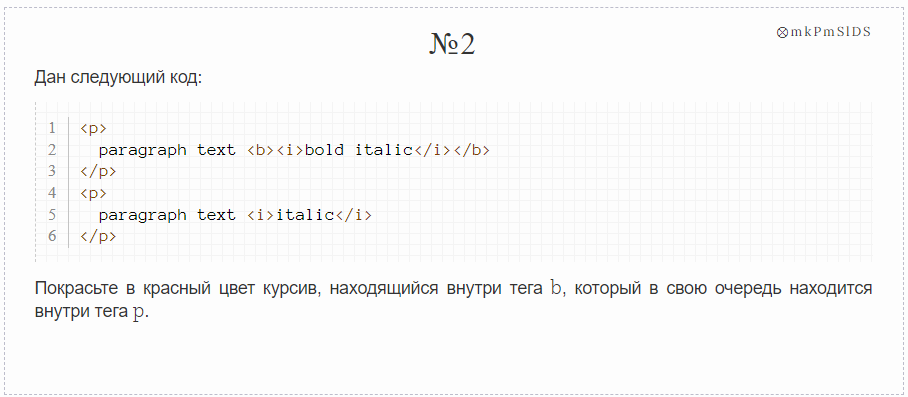 №2
⊗mkPmSlDS
Дан следующий код:
1 <p>
2 paragraph text <b><i>bold italic</i></b>
3 </p>
4 <p>
5 paragraph text <i>italic</i>
6 </p>
Покрасьте в красный цвет курсив, находящийся внутри тега b, который в свою очередь находится
внутри тега p.